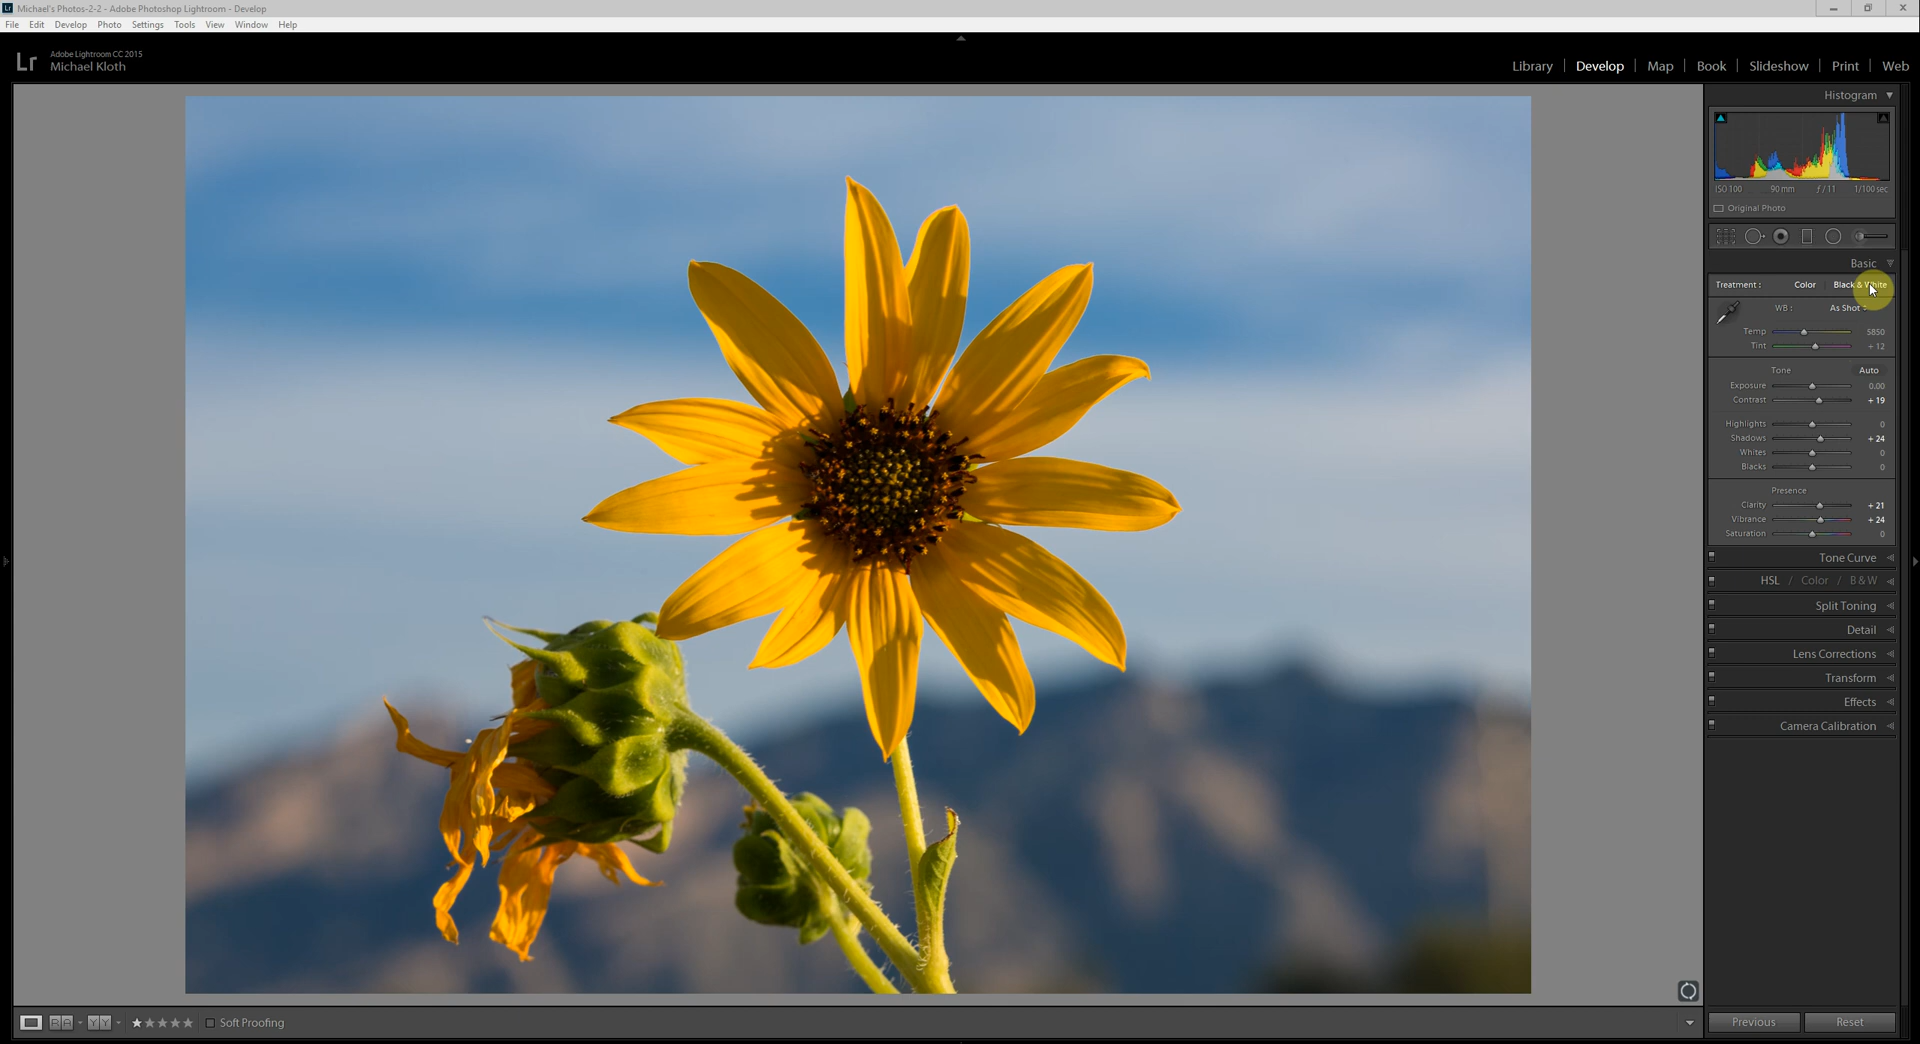 Lr Michael's Photos-2-2 - Adobe Photoshop Lightroom - Develop
File Edit Develop Photo Settings Tools View Window Help
Lr Adobe Lightroom CC 2015
Michael Kloth
Library | Develop | Map | Book | Slideshow | Print | Web
Histogram
ISO 100 90 mm ƒ / 11 1/100 sec
Original Photo
Basic
Treatment : Color Black & White
WB : As Shot
Temp 5850
Tint + 12
Tone Auto
Exposure 0.00
Contrast + 19
Highlights 0
Shadows + 24
Whites 0
Blacks 0
Presence
Clarity + 21
Vibrance + 24
Saturation 0
Tone Curve
HSL / Color / B & W
Split Toning
Detail
Lens Corrections
Transform
Effects
Camera Calibration
R A Y Y Soft Proofing
Previous Reset